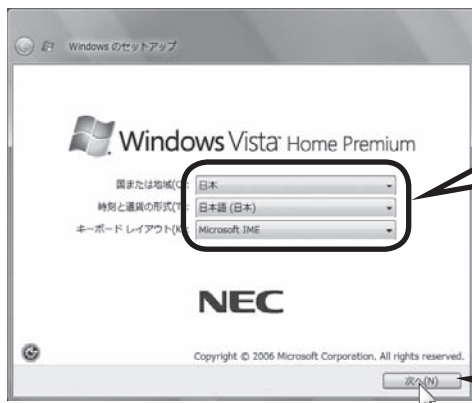 Windows のセットアップ
Windows Vista™ Home Premium
国または地域(C): 日本
時刻と通貨の形式(T): 日本語 (日本)
キーボード レイアウト(K): Microsoft IME
NEC
Copyright © 2006 Microsoft Corporation. All rights reserved.
次へ(N)